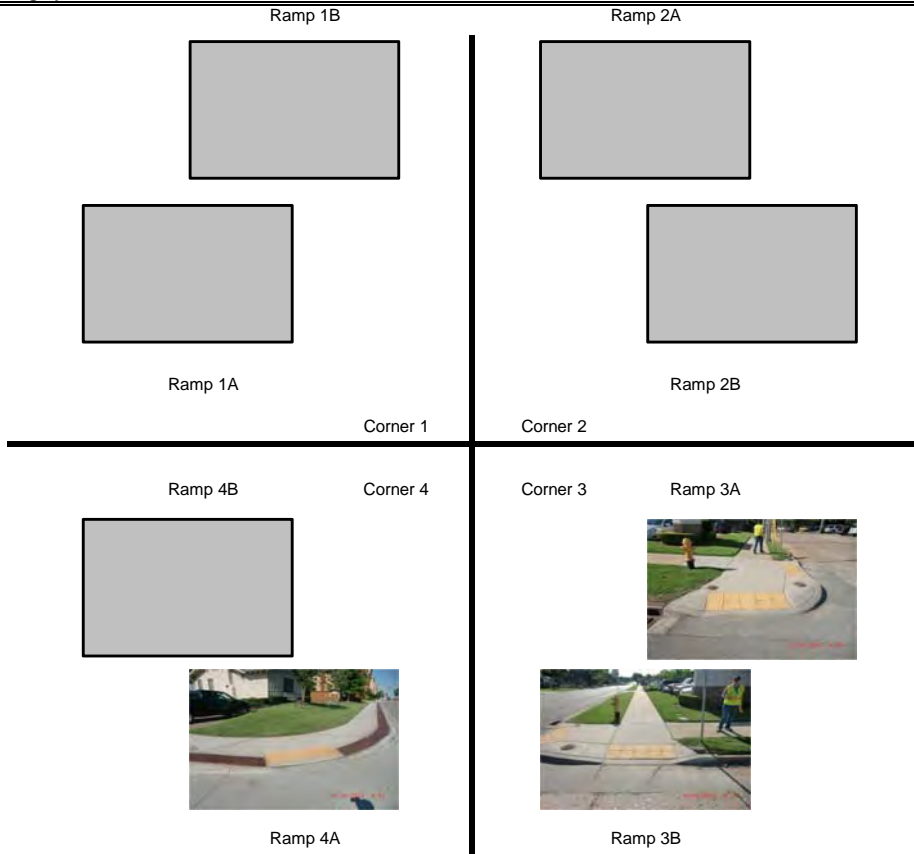 Ramp 1B Ramp 2A
Ramp 1A Ramp 2B
Corner 1 Corner 2
Ramp 4B Corner 4 Corner 3 Ramp 3A
Ramp 4A Ramp 3B